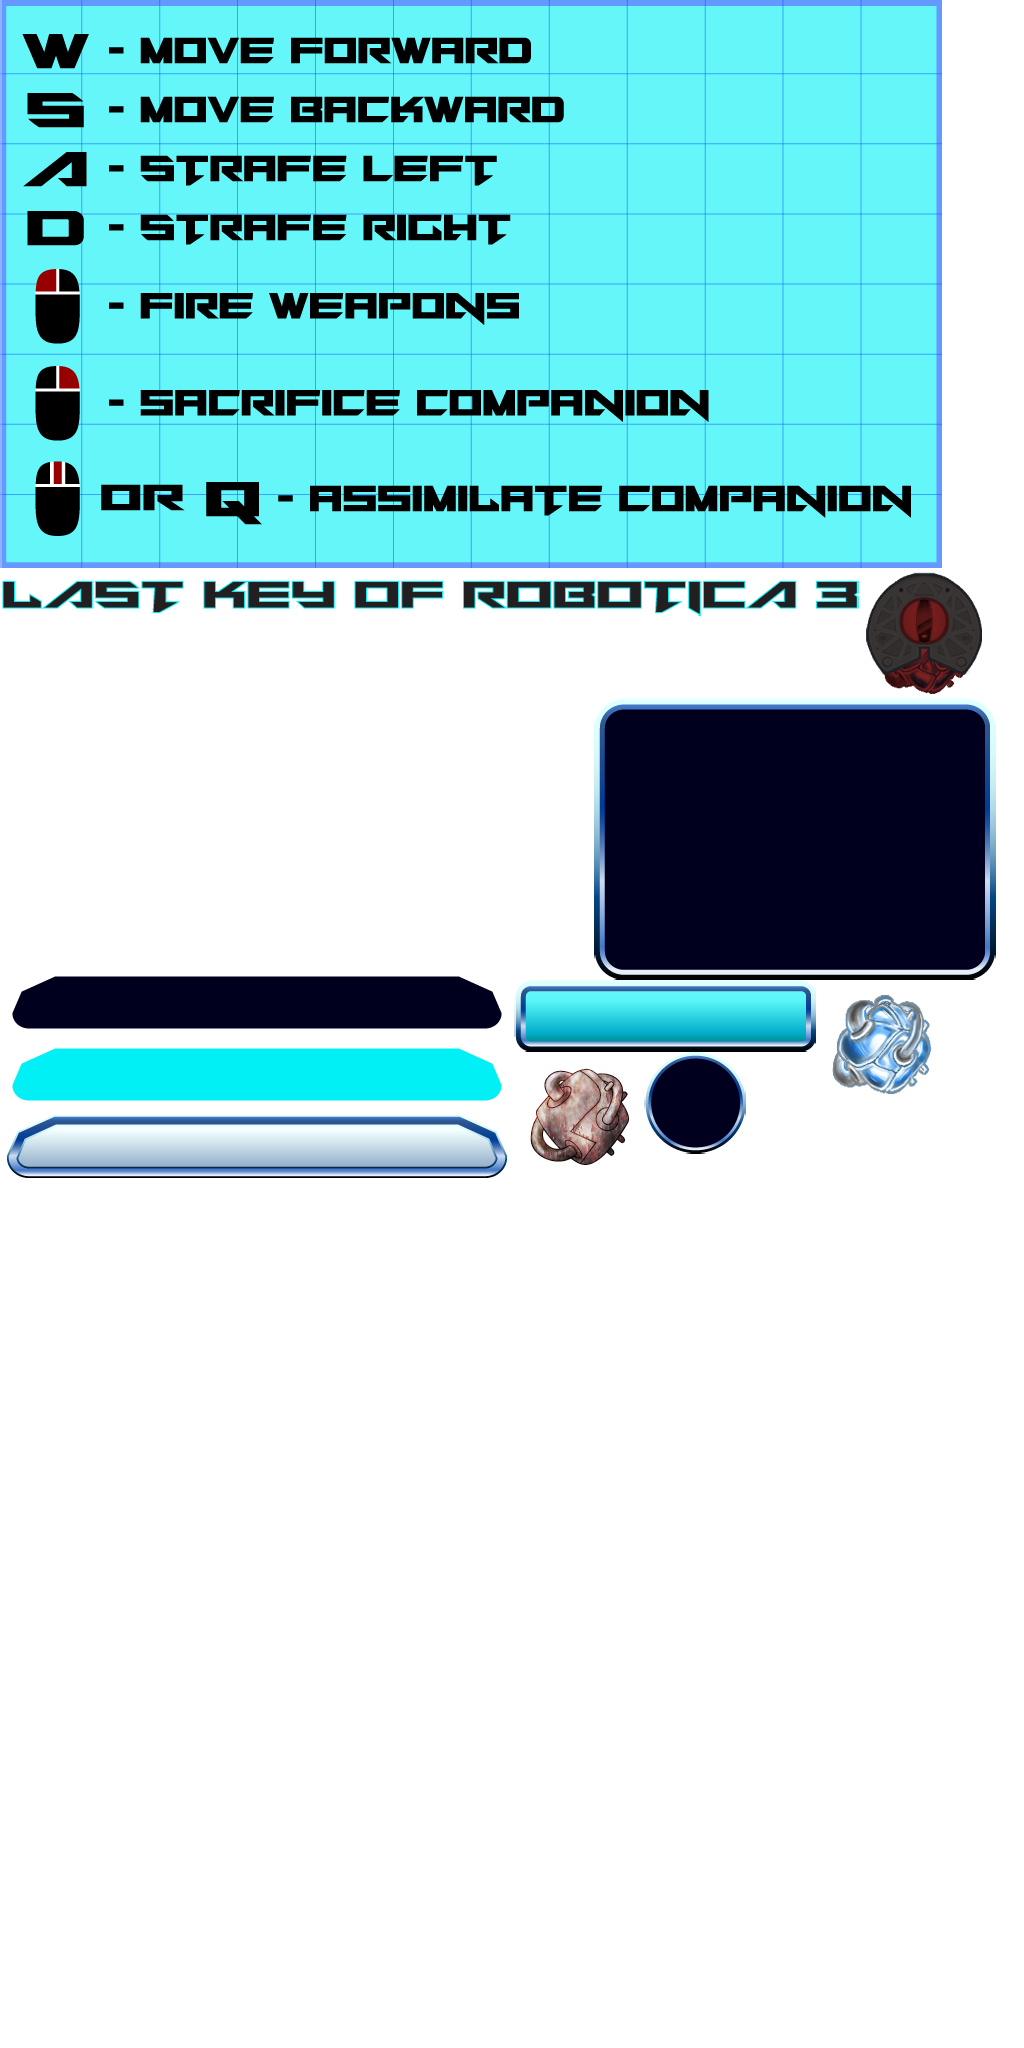 W - MOVE FORWARD
S - MOVE BACKWARD
A - STRAFE LEFT
D - STRAFE RIGHT
- FIRE WEAPONS
- SACRIFICE COMPANION
OR Q - ASSIMILATE COMPANION
LAST KEY OF ROBOTICA 3